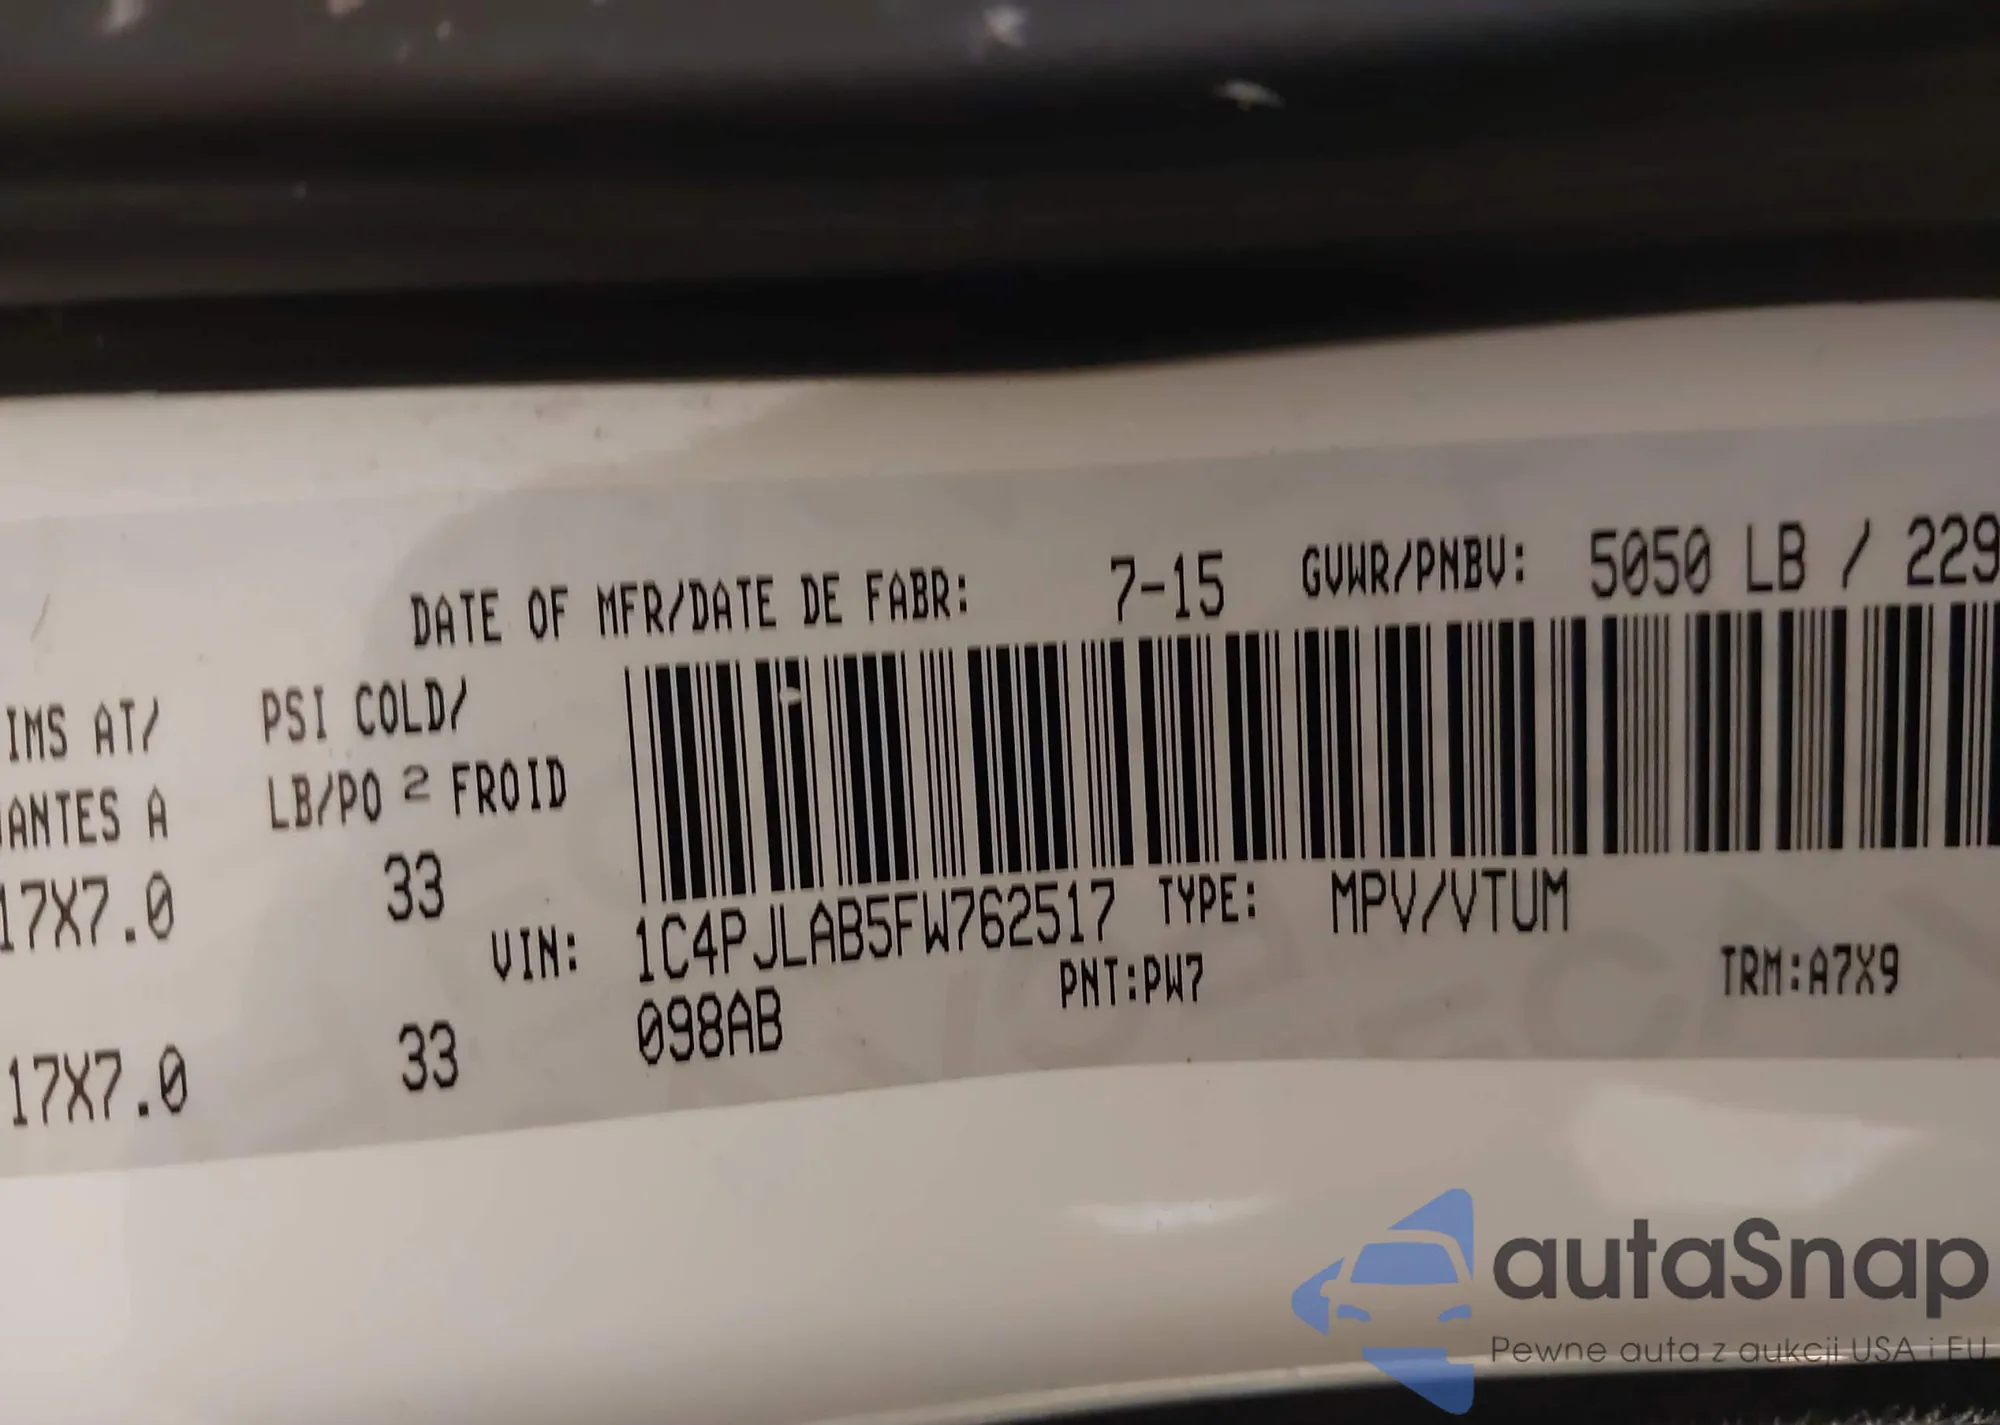 DATE OF MFR/DATE DE FABR: 7-15 GVWR/PNBV: 5050 LB / 229
IMS AT/ PSI COLD/
ANTES A LB/PO 2 FROID
17X7.0 33
VIN: 1C4PJLAB5FW762517 TYPE: MPV/VTUM
098AB PNT:PW7 TRM:A7X9
17X7.0 33
autaSnap
Pewne auta z aukcji USA i EU